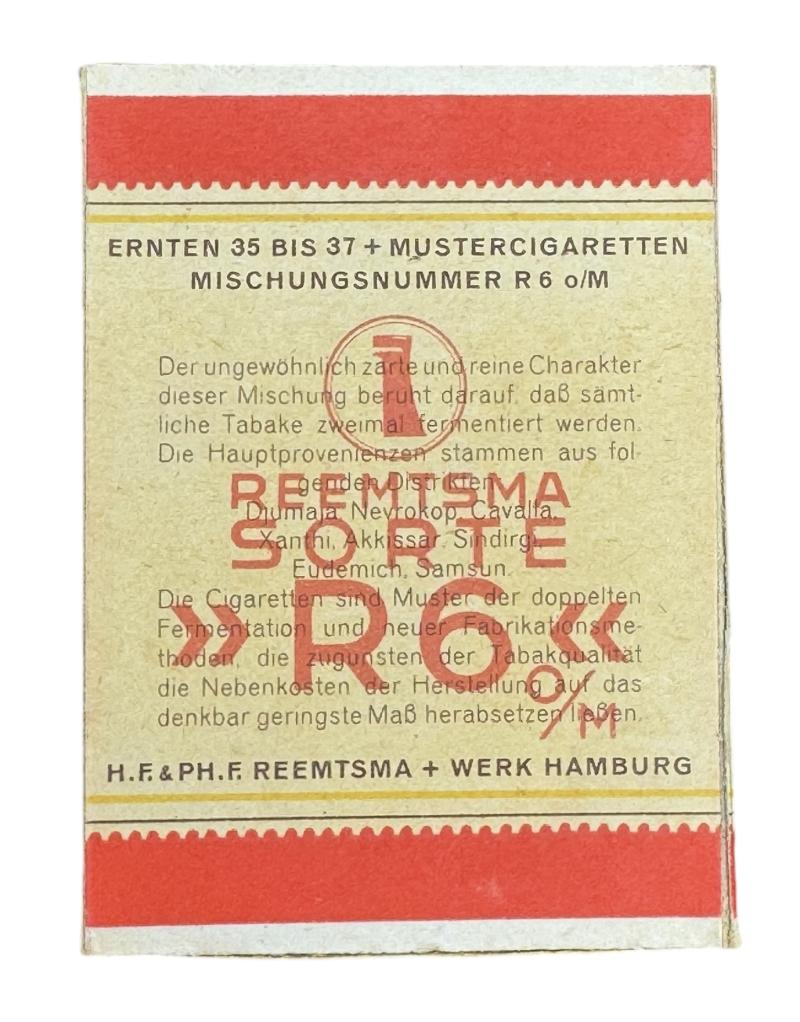 ERNTEN 35 BIS 37 + MUSTERCIGARETTEN
MISCHUNGSNUMMER R 6 o/M
Der ungewöhnlich zarte und reine Charakter
dieser Mischung beruht darauf, daß sämt-
liche Tabake zweimal fermentiert werden.
Die Hauptprovenienzen stammen aus fol-
genden Distrikten:
Djumaja, Nevrokop, Cavalla,
Xanthi, Akkissar, Sindirgi,
Eudemich, Samsun.
Die Cigaretten sind Muster der doppelten
Fermentation und neuer Fabrikationsme-
thoden, die zugunsten der Tabakqualität
die Nebenkosten der Herstellung auf das
denkbar geringste Maß herabsetzen ließen.
REEMTSMA
SORTE
»R6«
o/M
H.F. & PH.F. REEMTSMA + WERK HAMBURG